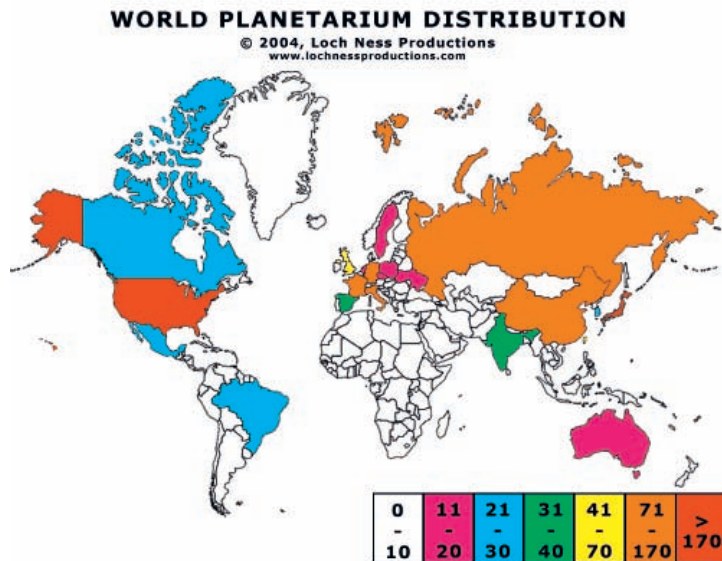 WORLD PLANETARIUM DISTRIBUTION
© 2004, Loch Ness Productions
www.lochnessproductions.com
0 - 10
11 - 20
21 - 30
31 - 40
41 - 70
71 - 170
> 170